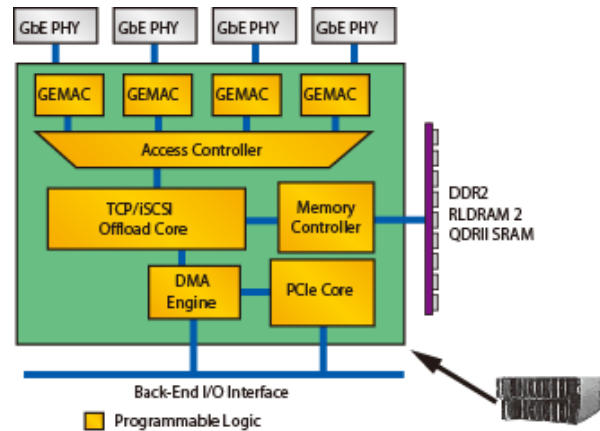 GbE PHY
GbE PHY
GbE PHY
GbE PHY
GEMAC
GEMAC
GEMAC
GEMAC
Access Controller
TCP/iSCSI
Offload Core
Memory
Controller
DDR2
RLDRAM 2
QDRII SRAM
DMA
Engine
PCIe Core
Back-End I/O Interface
Programmable Logic